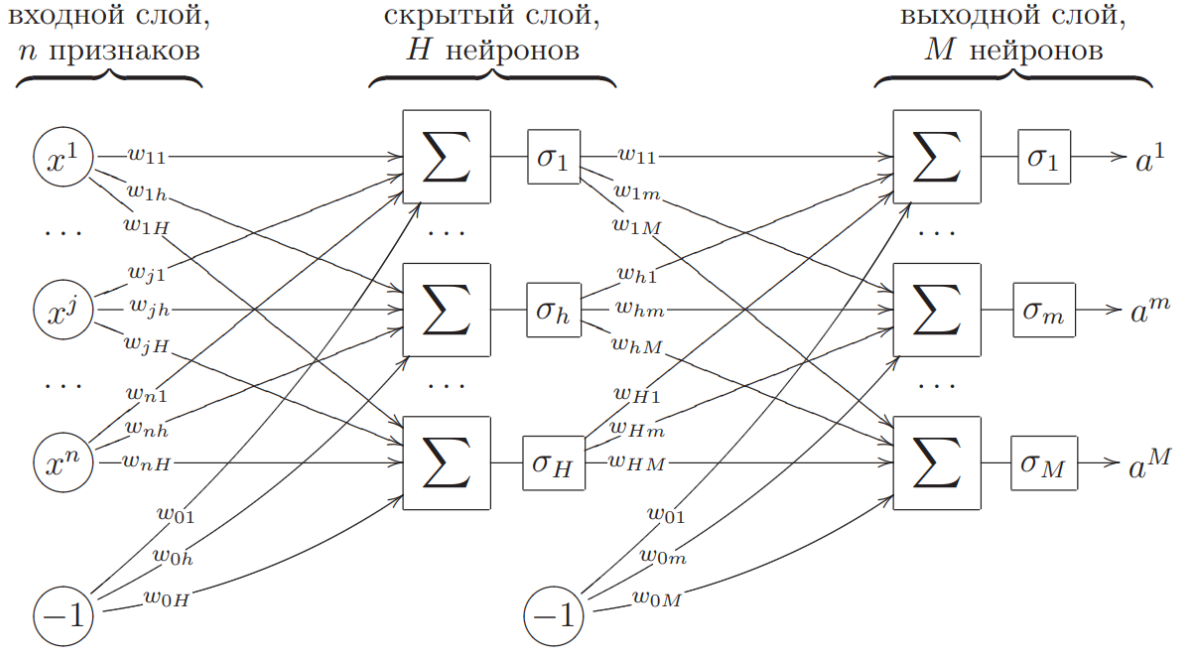 входной слой,
n признаков
скрытый слой,
H нейронов
выходной слой,
M нейронов
x¹ w₁₁ ∑ σ₁ w₁₁ ∑ σ₁ a¹
w₁ₕ w₁ₘ
w₁H w₁M
... ... ...
wⱼ₁ wₕ₁
xʲ wⱼₕ ∑ σₕ wₕₘ ∑ σₘ aᵐ
wⱼH wₕM
... ... ...
wₙ₁ wH₁
wₙₕ wHₘ
xⁿ wₙH ∑ σH wHM ∑ σM aᴹ
w₀₁ w₀₁
w₀ₕ w₀ₘ
w₀H w₀M
−1 −1